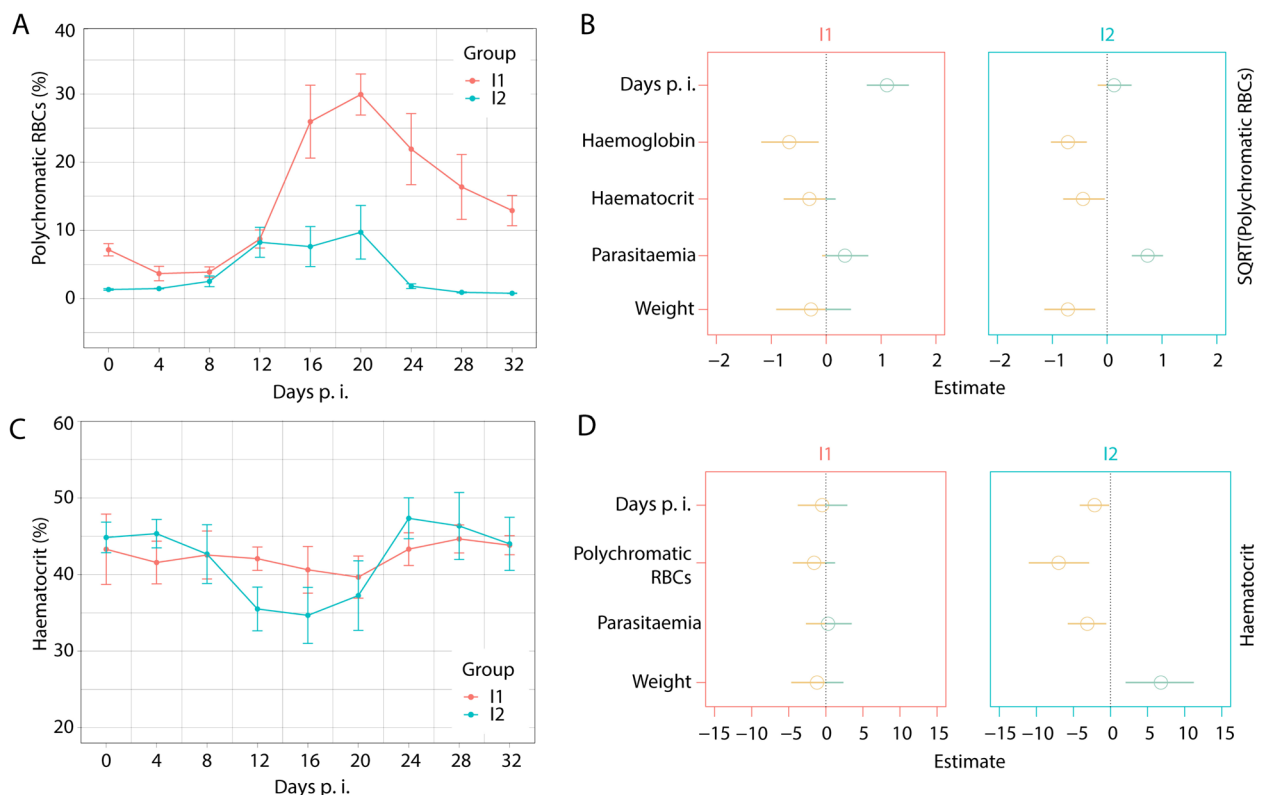 A
Polychromatic RBCs (%)
40
30
20
10
0
Group
I1
I2
0 4 8 12 16 20 24 28 32
Days p. i.
B
I1
I2
Days p. i.
Haemoglobin
Haematocrit
Parasitaemia
Weight
−2 −1 0 1 2
−2 −1 0 1 2
Estimate
SQRT(Polychromatic RBCs)
C
Haematocrit (%)
60
50
40
30
20
Group
I1
I2
0 4 8 12 16 20 24 28 32
Days p. i.
D
I1
I2
Days p. i.
Polychromatic
RBCs
Parasitaemia
Weight
−15 −10 −5 0 5 10 15
−15 −10 −5 0 5 10 15
Estimate
Haematocrit